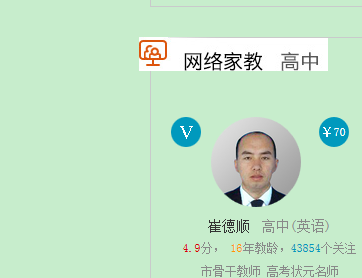 网络家教 高中
V
￥70
崔德顺 高中(英语)
4.9分， 16年教龄，43854个关注
市骨干教师 高考状元名师